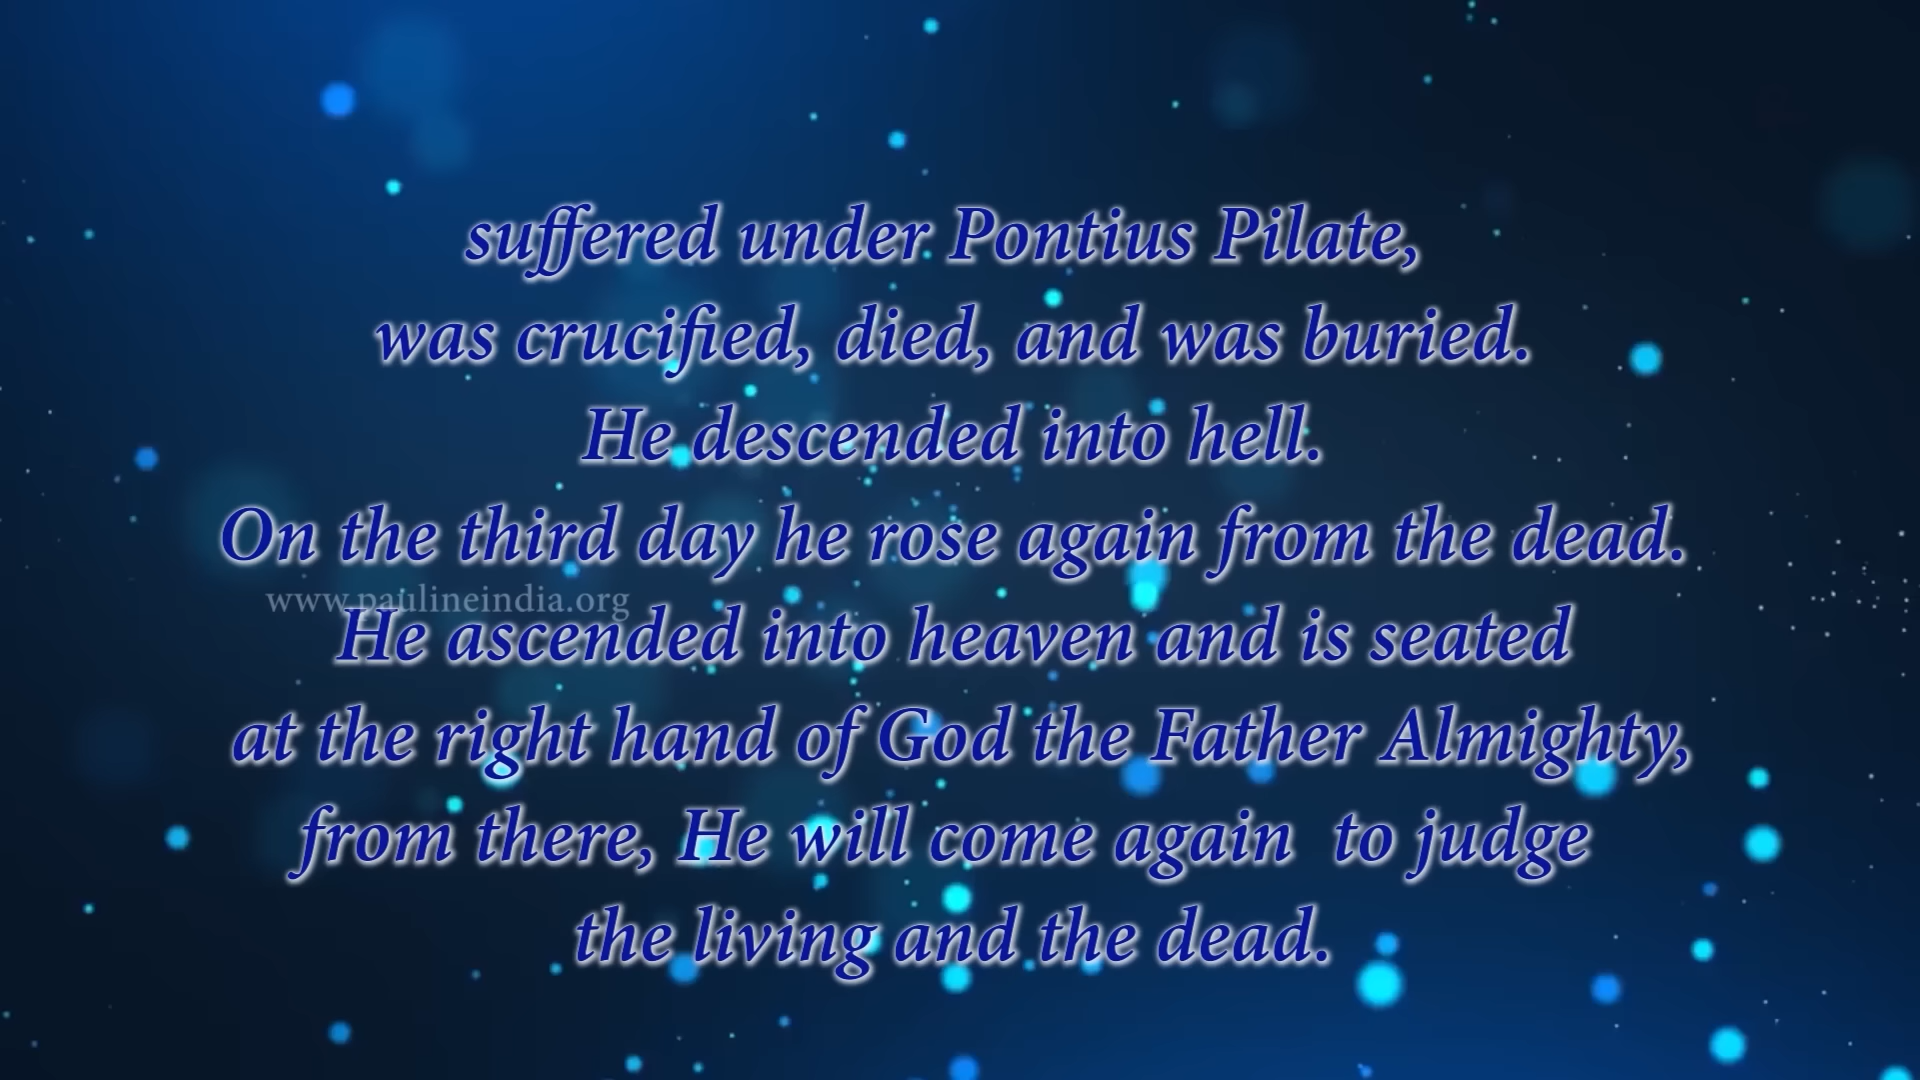 suffered under Pontius Pilate,
was crucified, died, and was buried.
He descended into hell.
On the third day he rose again from the dead.
www.paulineindia.org
He ascended into heaven and is seated
at the right hand of God the Father Almighty,
from there, He will come again  to judge
the living and the dead.